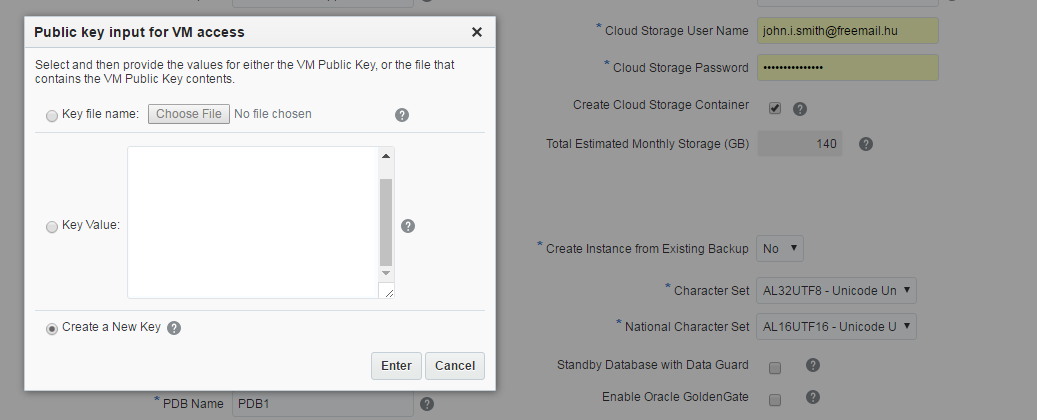 Public key input for VM access
Select and then provide the values for either the VM Public Key, or the file that
contains the VM Public Key contents.
Key file name: Choose File No file chosen
Key Value:
Create a New Key
Enter Cancel
* PDB Name PDB1
* Cloud Storage User Name john.i.smith@freemail.hu
* Cloud Storage Password •••••••••••••••
Create Cloud Storage Container
Total Estimated Monthly Storage (GB) 140
* Create Instance from Existing Backup No
* Character Set AL32UTF8 - Unicode Un
* National Character Set AL16UTF16 - Unicode U
Standby Database with Data Guard
Enable Oracle GoldenGate